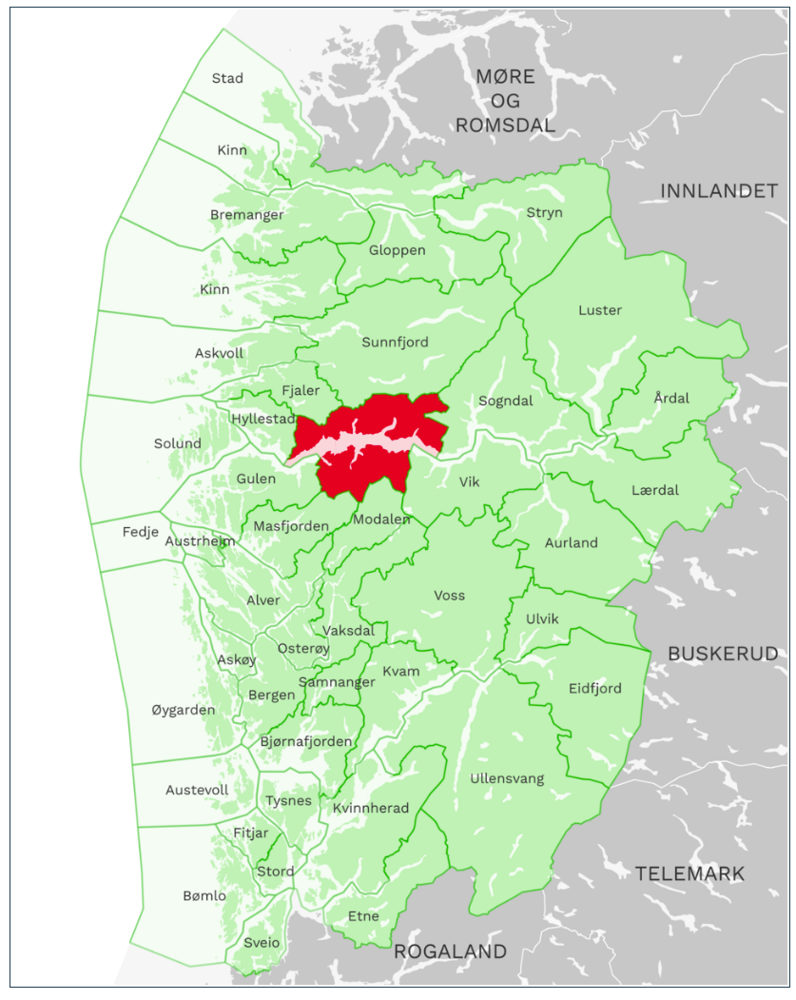 MØRE
OG
ROMSDAL
Stad
Kinn
INNLANDET
Bremanger
Stryn
Gloppen
Kinn
Luster
Sunnfjord
Askvoll
Fjaler
Årdal
Sogndal
Hyllestad
Solund
Gulen
Vik
Lærdal
Modalen
Masfjorden
Fedje
Austrheim
Aurland
Voss
Alver
Ulvik
Vaksdal
Osterøy
BUSKERUD
Askøy
Kvam
Samnanger
Eidfjord
Bergen
Øygarden
Bjørnafjorden
Ullensvang
Austevoll
Tysnes
Kvinnherad
Fitjar
Stord
TELEMARK
Bømlo
Etne
Sveio
ROGALAND